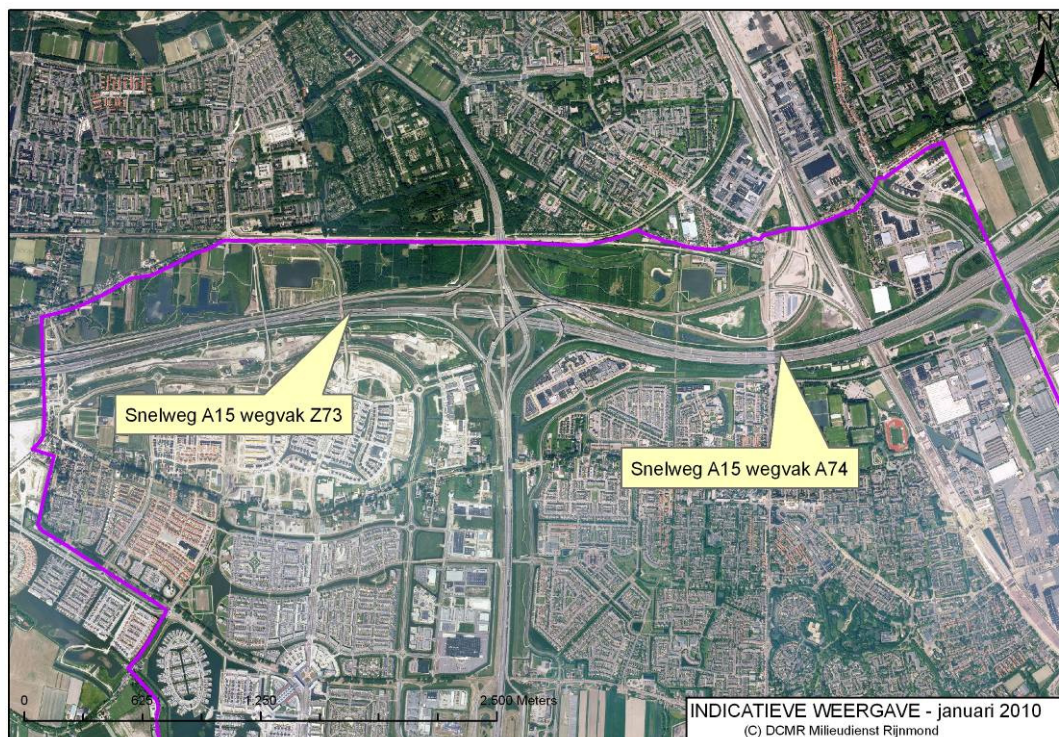 N
Snelweg A15 wegvak Z73
Snelweg A15 wegvak A74
0 625 1.250 2.500 Meters
INDICATIEVE WEERGAVE - januari 2010
(C) DCMR Milieudienst Rijnmond